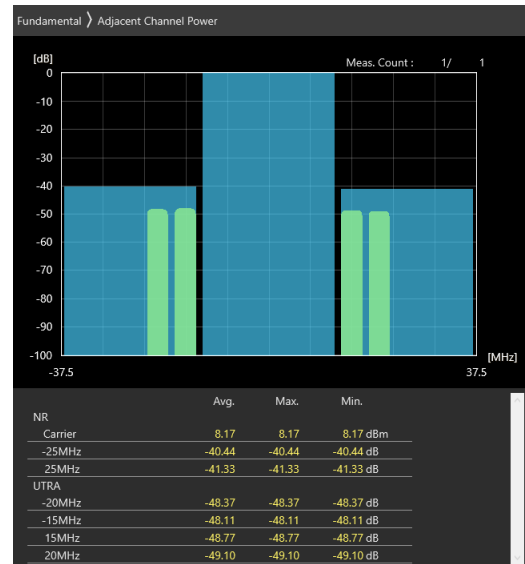 Fundamental 〉 Adjacent Channel Power
[dB]
Meas. Count : 1/ 1
0
-10
-20
-30
-40
-50
-60
-70
-80
-90
-100
[MHz]
-37.5 37.5
Avg. Max. Min.
NR
Carrier 8.17 8.17 8.17 dBm
-25MHz -40.44 -40.44 -40.44 dB
25MHz -41.33 -41.33 -41.33 dB
UTRA
-20MHz -48.37 -48.37 -48.37 dB
-15MHz -48.11 -48.11 -48.11 dB
15MHz -48.77 -48.77 -48.77 dB
20MHz -49.10 -49.10 -49.10 dB